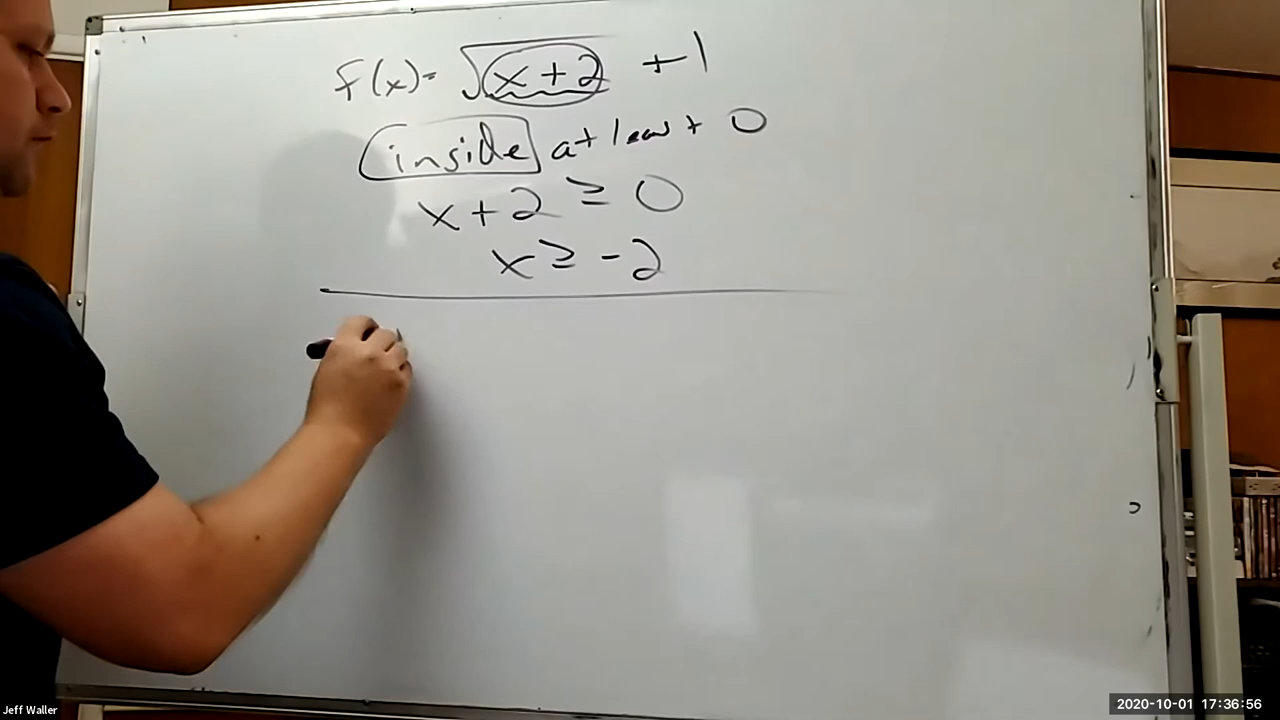 f(x)= √x+2 +1
inside at least 0
x+2 ≥ 0
x ≥ -2
Jeff Waller
2020-10-01 17:36:56